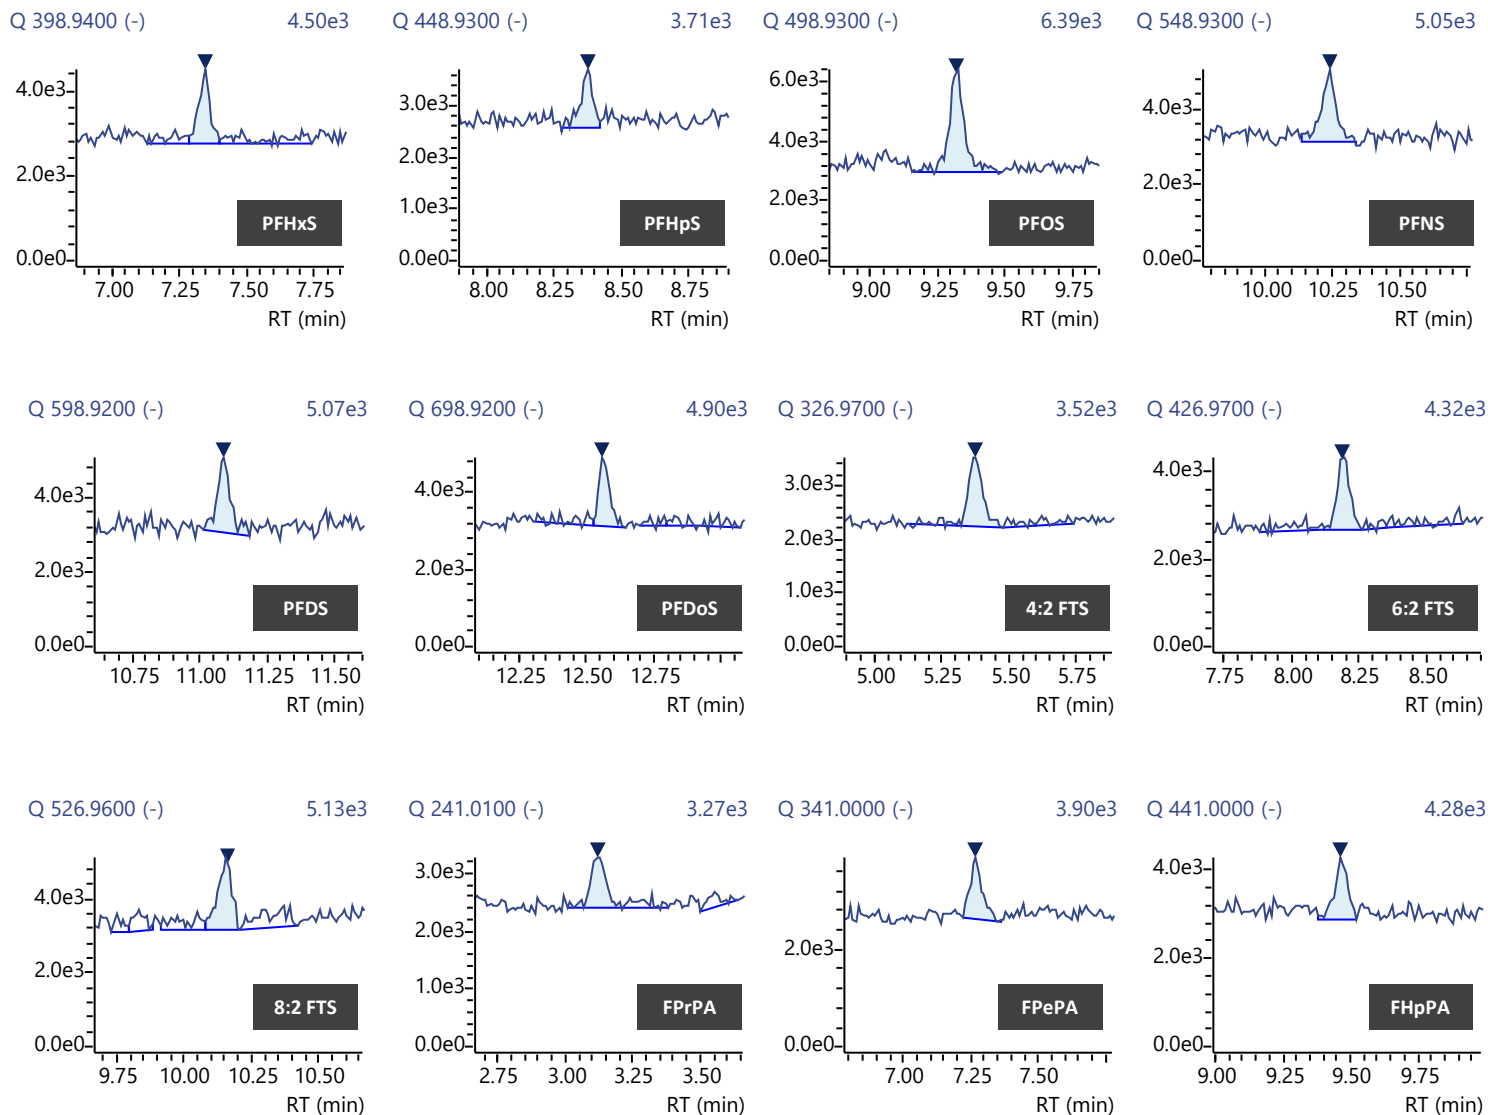 Q 398.9400 (-) 4.50e3
4.0e3
2.0e3
0.0e0
PFHxS
7.00 7.25 7.50 7.75
RT (min)
Q 448.9300 (-) 3.71e3
3.0e3
2.0e3
1.0e3
0.0e0
PFHpS
8.00 8.25 8.50 8.75
RT (min)
Q 498.9300 (-) 6.39e3
6.0e3
4.0e3
2.0e3
0.0e0
PFOS
9.00 9.25 9.50 9.75
RT (min)
Q 548.9300 (-) 5.05e3
4.0e3
2.0e3
0.0e0
PFNS
10.00 10.25 10.50
RT (min)
Q 598.9200 (-) 5.07e3
4.0e3
2.0e3
0.0e0
PFDS
10.75 11.00 11.25 11.50
RT (min)
Q 698.9200 (-) 4.90e3
4.0e3
2.0e3
0.0e0
PFDoS
12.25 12.50 12.75
RT (min)
Q 326.9700 (-) 3.52e3
3.0e3
2.0e3
1.0e3
0.0e0
4:2 FTS
5.00 5.25 5.50 5.75
RT (min)
Q 426.9700 (-) 4.32e3
4.0e3
2.0e3
0.0e0
6:2 FTS
7.75 8.00 8.25 8.50
RT (min)
Q 526.9600 (-) 5.13e3
4.0e3
2.0e3
0.0e0
8:2 FTS
9.75 10.00 10.25 10.50
RT (min)
Q 241.0100 (-) 3.27e3
3.0e3
2.0e3
1.0e3
0.0e0
FPrPA
2.75 3.00 3.25 3.50
RT (min)
Q 341.0000 (-) 3.90e3
2.0e3
0.0e0
FPePA
7.00 7.25 7.50
RT (min)
Q 441.0000 (-) 4.28e3
4.0e3
2.0e3
0.0e0
FHpPA
9.00 9.25 9.50 9.75
RT (min)